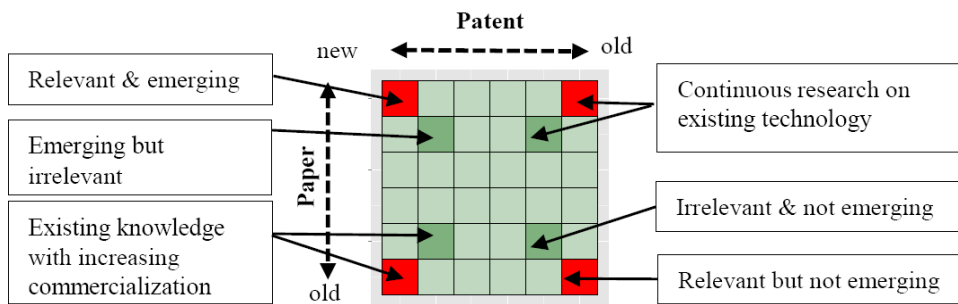 Patent
new
old
Relevant & emerging
Continuous research on
existing technology
Emerging but
irrelevant
Paper
Irrelevant & not emerging
Existing knowledge
with increasing
commercialization
Relevant but not emerging
old